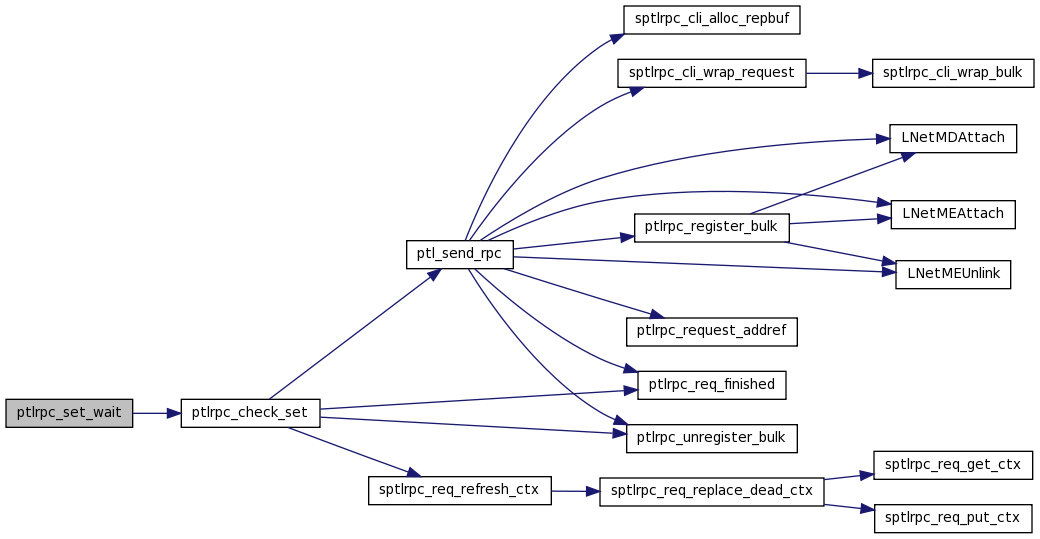 sptlrpc_cli_alloc_repbuf
sptlrpc_cli_wrap_request
sptlrpc_cli_wrap_bulk
LNetMDAttach
LNetMEAttach
ptlrpc_register_bulk
ptl_send_rpc
LNetMEUnlink
ptlrpc_request_addref
ptlrpc_req_finished
ptlrpc_set_wait
ptlrpc_check_set
ptlrpc_unregister_bulk
sptlrpc_req_get_ctx
sptlrpc_req_refresh_ctx
sptlrpc_req_replace_dead_ctx
sptlrpc_req_put_ctx